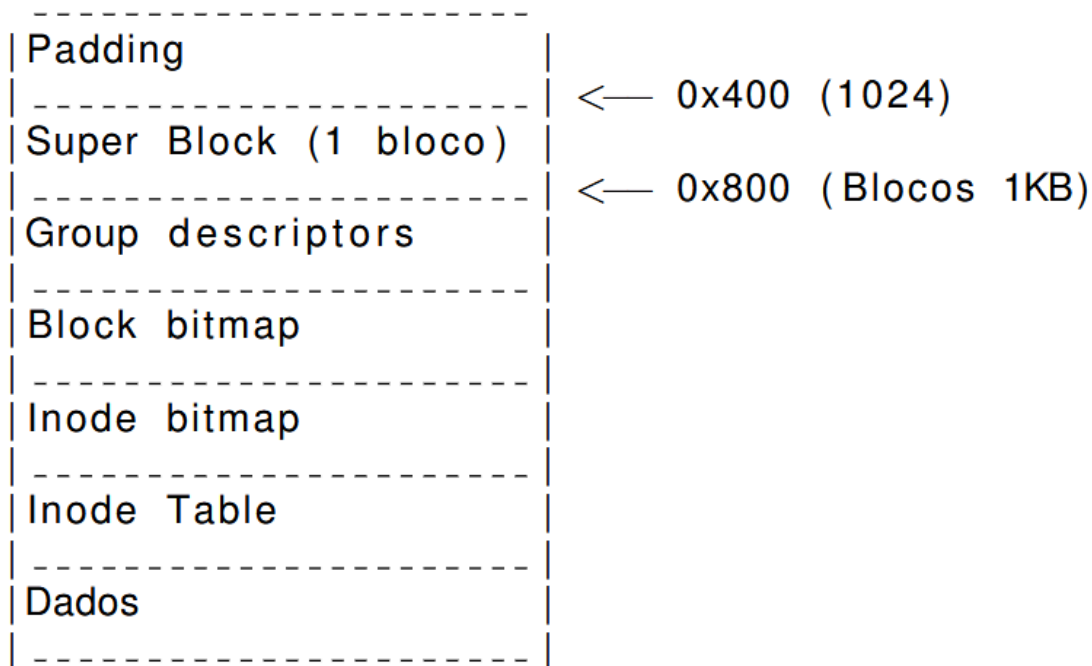 Padding
<—— 0x400 (1024)
Super Block (1 bloco)
<—— 0x800 (Blocos 1KB)
Group descriptors
Block bitmap
Inode bitmap
Inode Table
Dados